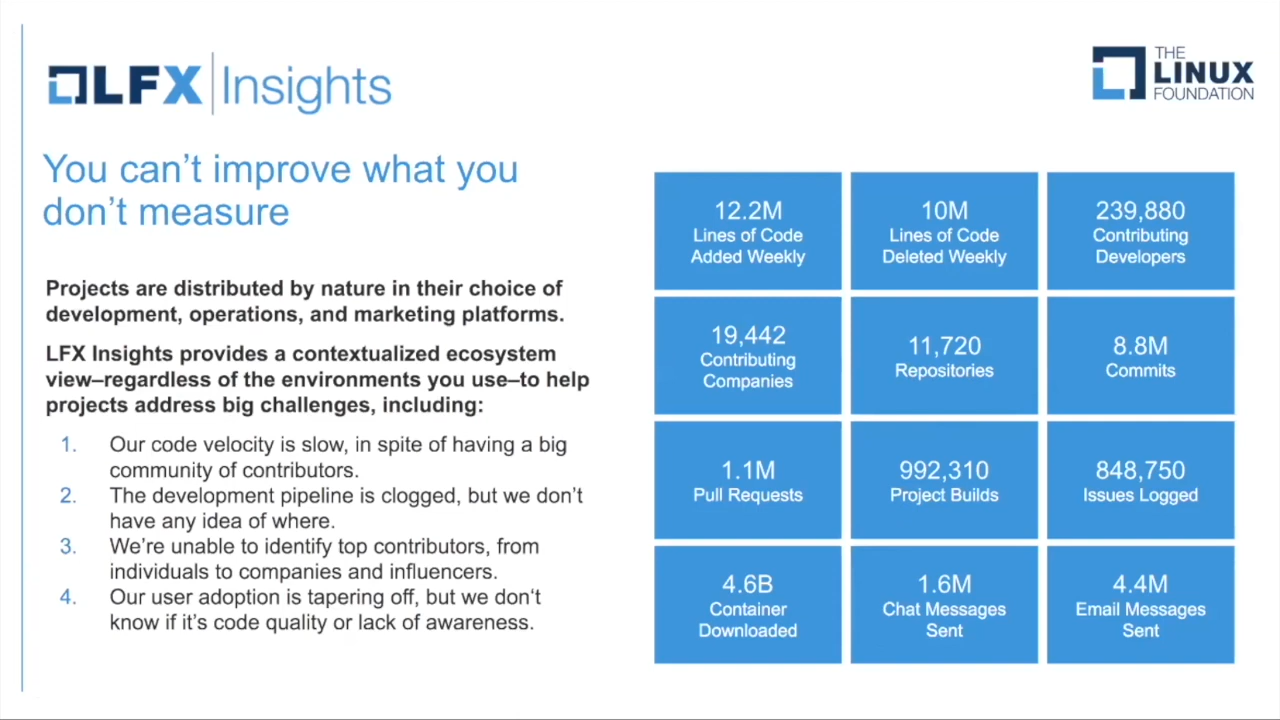 LFX Insights
THE
LINUX
FOUNDATION
You can't improve what you
don't measure
Projects are distributed by nature in their choice of
development, operations, and marketing platforms.
LFX Insights provides a contextualized ecosystem
view–regardless of the environments you use–to help
projects address big challenges, including:
1. Our code velocity is slow, in spite of having a big
community of contributors.
2. The development pipeline is clogged, but we don't
have any idea of where.
3. We're unable to identify top contributors, from
individuals to companies and influencers.
4. Our user adoption is tapering off, but we don't
know if it's code quality or lack of awareness.
12.2M
Lines of Code
Added Weekly
10M
Lines of Code
Deleted Weekly
239,880
Contributing
Developers
19,442
Contributing
Companies
11,720
Repositories
8.8M
Commits
1.1M
Pull Requests
992,310
Project Builds
848,750
Issues Logged
4.6B
Container
Downloaded
1.6M
Chat Messages
Sent
4.4M
Email Messages
Sent